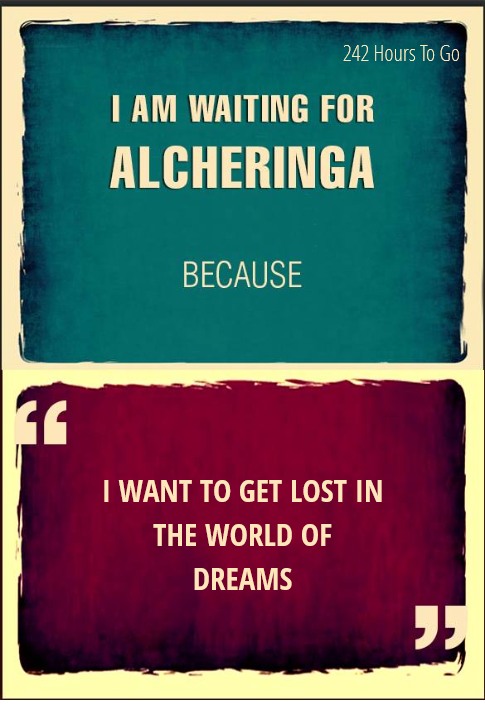 242 Hours To Go
I AM WAITING FOR
ALCHERINGA
BECAUSE
“
I WANT TO GET LOST IN
THE WORLD OF
DREAMS
”